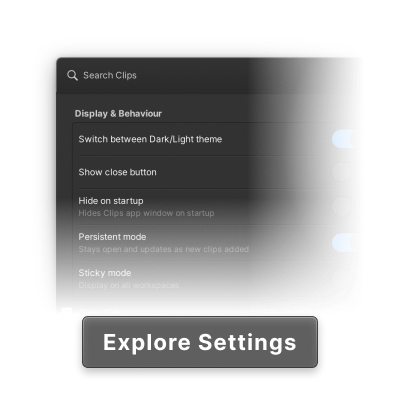 Search Clips
Display & Behaviour
Switch between Dark/Light theme
Show close button
Hide on startup
Hides Clips app window on startup
Persistent mode
Stays open and updates as new clips added
Sticky mode
Display on all workspaces
Explore Settings